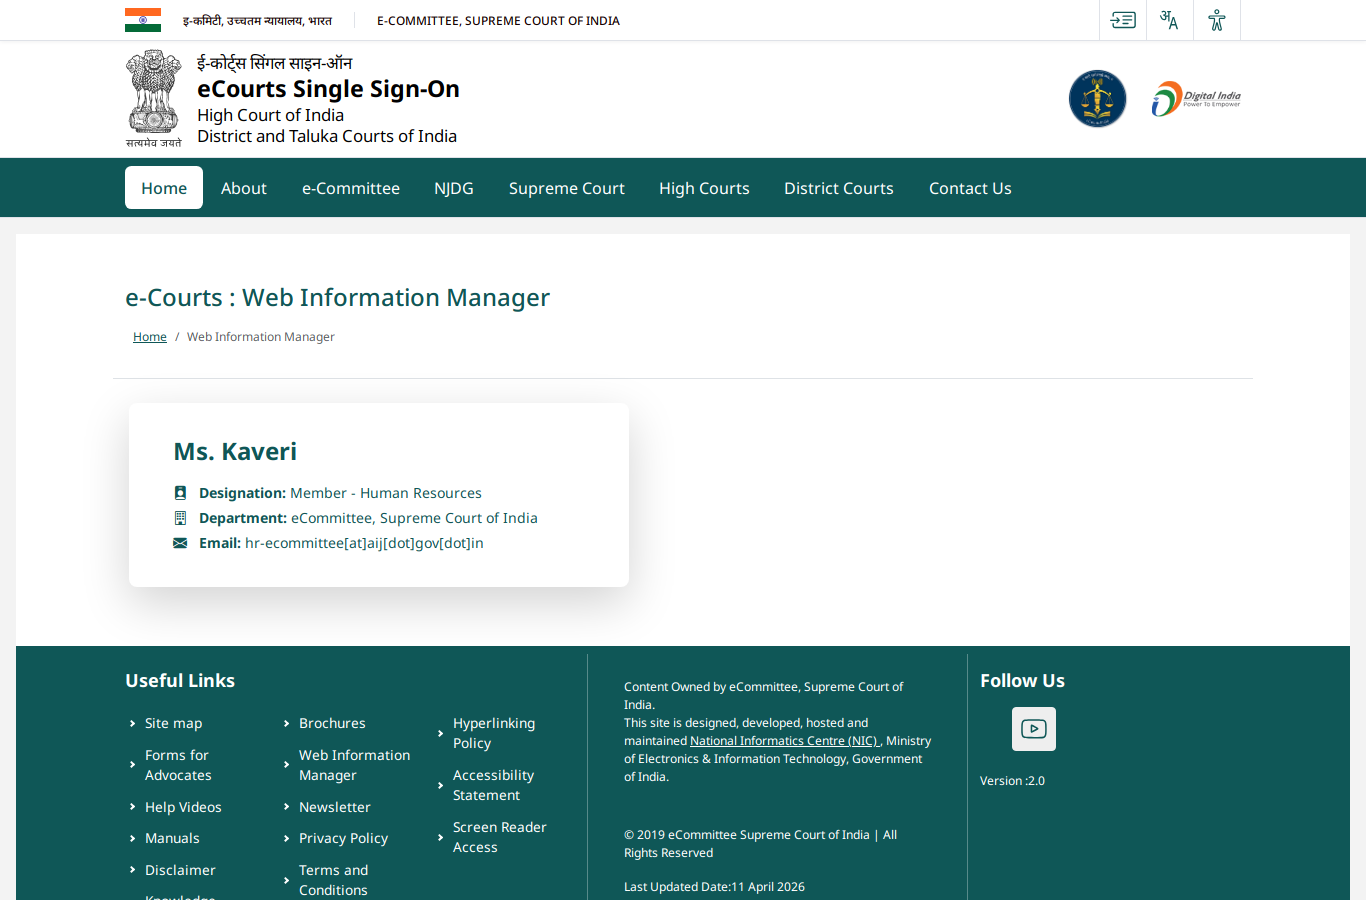 इ-कमिटी, उच्चतम न्यायालय, भारत
E-COMMITTEE, SUPREME COURT OF INDIA
अ A
सत्यमेव जयते
ई-कोर्ट्स सिंगल साइन-ऑन
eCourts Single Sign-On
High Court of India
District and Taluka Courts of India
Digital India
Power To Empower
Home About e-Committee NJDG Supreme Court High Courts District Courts Contact Us
e-Courts : Web Information Manager
Home / Web Information Manager
Ms. Kaveri
Designation: Member - Human Resources
Department: eCommittee, Supreme Court of India
Email: hr-ecommittee[at]aij[dot]gov[dot]in
Useful Links
Site map
Forms for
Advocates
Help Videos
Manuals
Disclaimer
Knowledge
Brochures
Web Information
Manager
Newsletter
Privacy Policy
Terms and
Conditions
Hyperlinking
Policy
Accessibility
Statement
Screen Reader
Access
Content Owned by eCommittee, Supreme Court of
India.
This site is designed, developed, hosted and
maintained National Informatics Centre (NIC) , Ministry
of Electronics & Information Technology, Government
of India.
© 2019 eCommittee Supreme Court of India | All
Rights Reserved
Last Updated Date:11 April 2026
Follow Us
Version :2.0